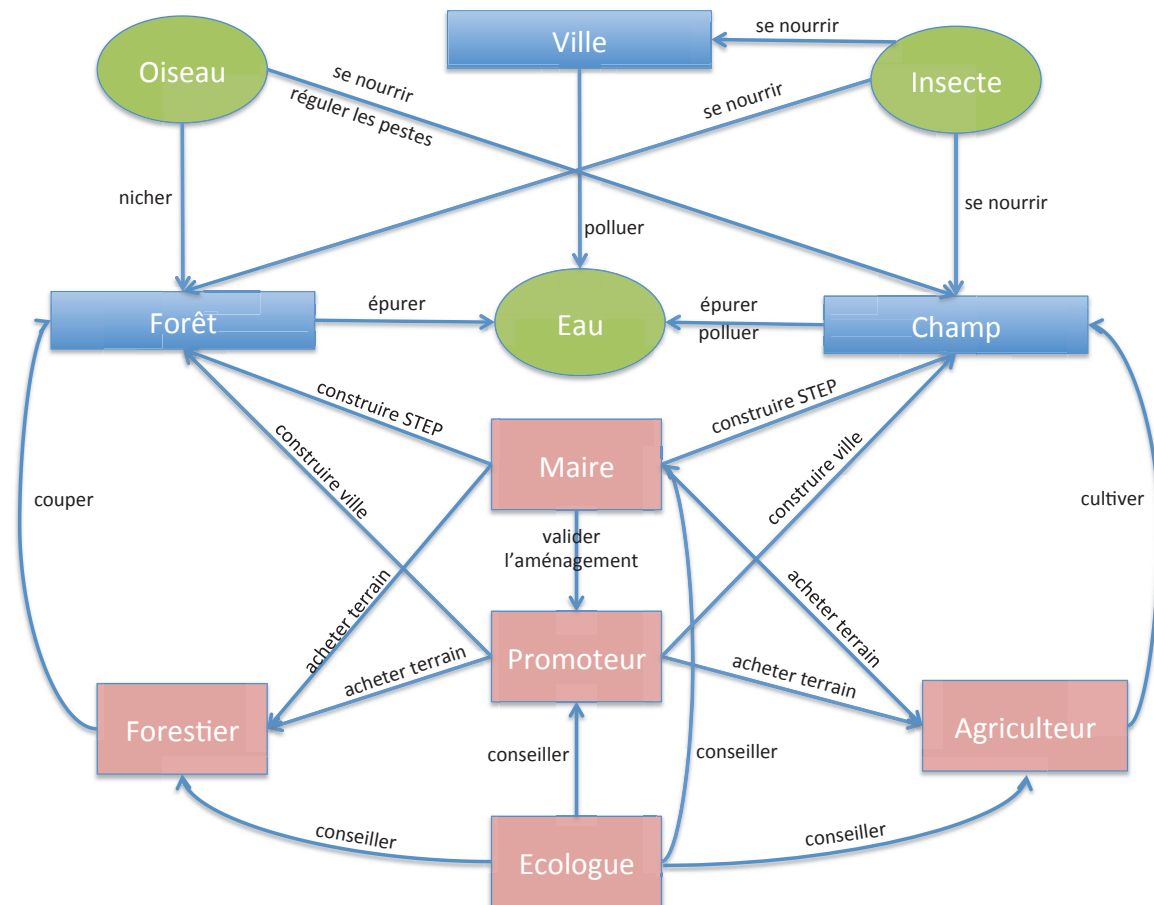 Ville
se nourrir
Oiseau
Insecte
se nourrir
réguler les pestes
se nourrir
nicher
se nourrir
polluer
Forêt
épurer
Eau
épurer
polluer
Champ
construire STEP
construire STEP
Maire
construire ville
construire ville
couper
cultiver
valider
l'aménagement
acheter terrain
acheter terrain
Promoteur
acheter terrain
acheter terrain
Forestier
Agriculteur
conseiller
conseiller
conseiller
conseiller
Ecologue